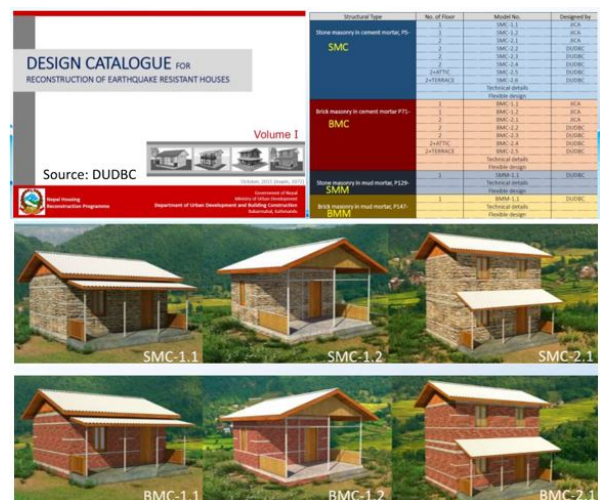 DESIGN CATALOGUE FOR
RECONSTRUCTION OF EARTHQUAKE RESISTANT HOUSES
Volume I
Source: DUDBC
October, 2015
Nepal Housing
Reconstruction Programme
Government of Nepal
Ministry of Urban Development
Department of Urban Development and Building Construction
Babarmahal, Kathmandu
Structural Type No. of Floor Model No. Designed by
Stone masonry in cement mortar, P5-
SMC
1 SMC-1.1 JICA
1 SMC-1.2 JICA
2 SMC-2.1 JICA
2 SMC-2.2 DUDBC
2 SMC-2.3 DUDBC
2 SMC-2.4 DUDBC
2+ATTIC SMC-2.5 DUDBC
2+TERRACE SMC-2.6 DUDBC
Technical details
Flexible design
Brick masonry in cement mortar P71-
BMC
1 BMC-1.1 JICA
1 BMC-1.2 JICA
2 BMC-2.1 JICA
2 BMC-2.2 DUDBC
2 BMC-2.3 DUDBC
2+ATTIC BMC-2.4 DUDBC
2+TERRACE BMC-2.5 DUDBC
Technical details
Flexible design
Stone masonry in mud mortar, P129-
SMM
1 SMM-1.1 DUDBC
Technical details
Flexible design
Brick masonry in mud mortar, P147-
BMM
1 BMM-1.1 DUDBC
Technical details
Flexible design
SMC-1.1
SMC-1.2
SMC-2.1
BMC-1.1
BMC-1.2
BMC-2.1